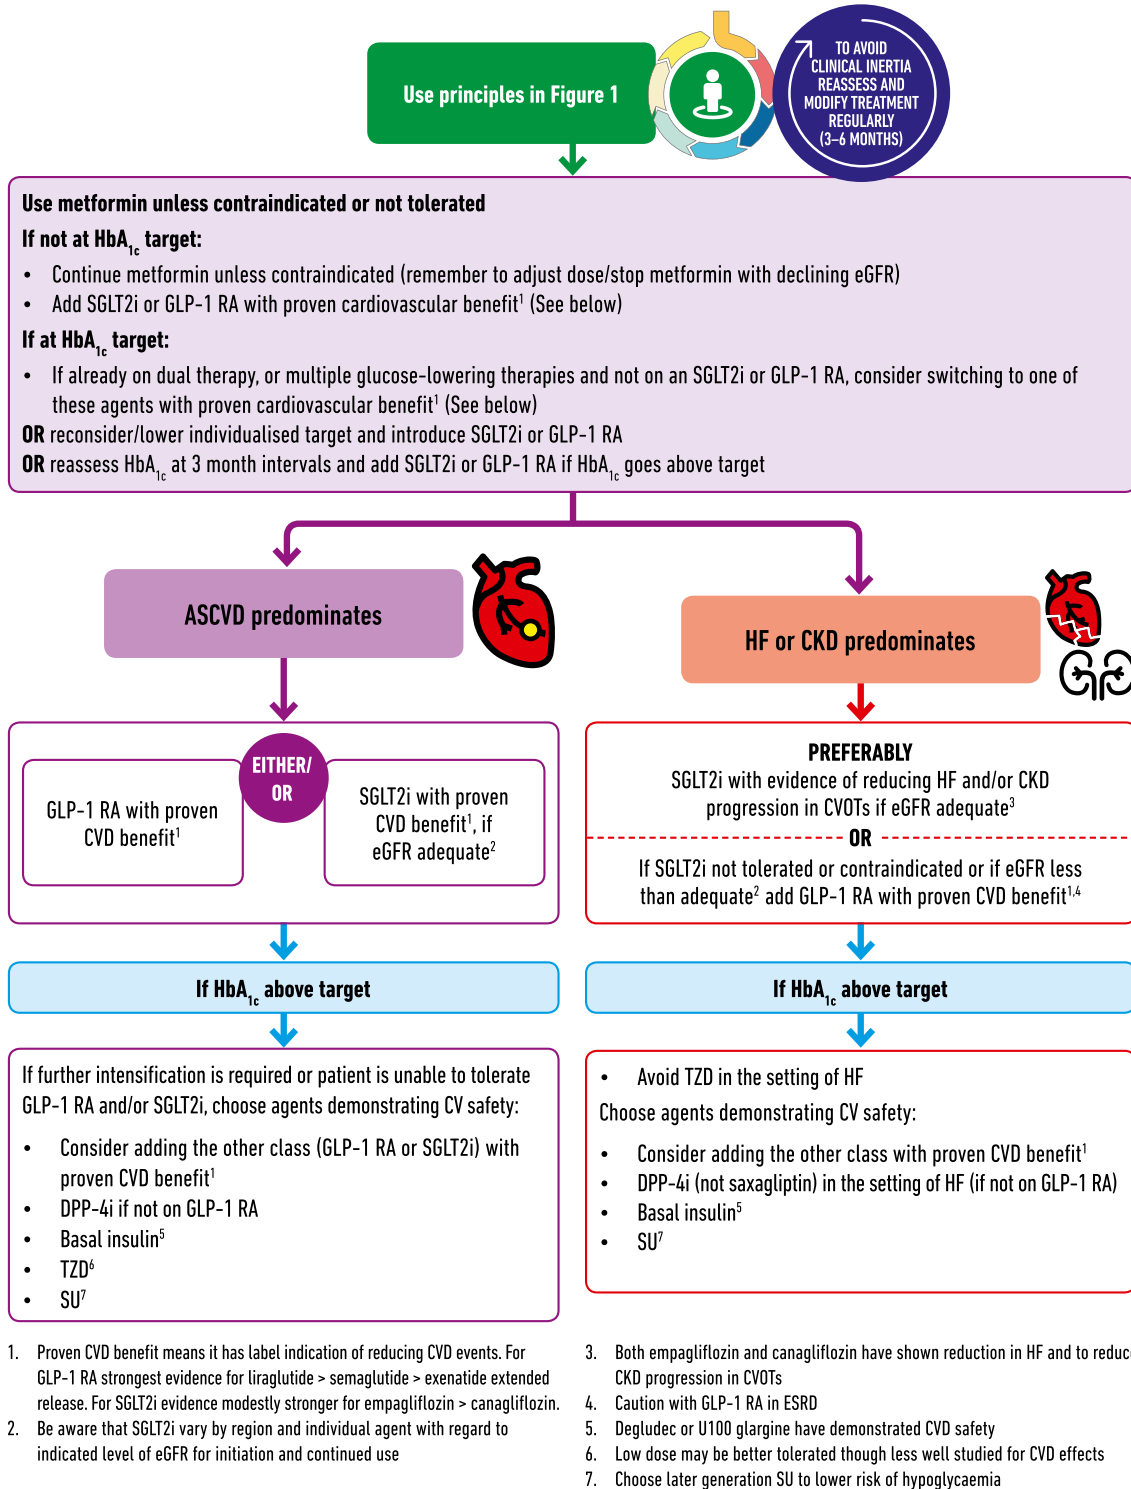 Use principles in Figure 1
TO AVOID
CLINICAL INERTIA
REASSESS AND
MODIFY TREATMENT
REGULARLY
(3–6 MONTHS)
Use metformin unless contraindicated or not tolerated
If not at HbA1c target:
• Continue metformin unless contraindicated (remember to adjust dose/stop metformin with declining eGFR)
• Add SGLT2i or GLP-1 RA with proven cardiovascular benefit1 (See below)
If at HbA1c target:
• If already on dual therapy, or multiple glucose-lowering therapies and not on an SGLT2i or GLP-1 RA, consider switching to one of
these agents with proven cardiovascular benefit1 (See below)
OR reconsider/lower individualised target and introduce SGLT2i or GLP-1 RA
OR reassess HbA1c at 3 month intervals and add SGLT2i or GLP-1 RA if HbA1c goes above target
ASCVD predominates
HF or CKD predominates
EITHER/
OR
GLP-1 RA with proven
CVD benefit1
SGLT2i with proven
CVD benefit1, if
eGFR adequate2
PREFERABLY
SGLT2i with evidence of reducing HF and/or CKD
progression in CVOTs if eGFR adequate3
OR
If SGLT2i not tolerated or contraindicated or if eGFR less
than adequate2 add GLP-1 RA with proven CVD benefit1,4
If HbA1c above target
If HbA1c above target
If further intensification is required or patient is unable to tolerate
GLP-1 RA and/or SGLT2i, choose agents demonstrating CV safety:
• Consider adding the other class (GLP-1 RA or SGLT2i) with
proven CVD benefit1
• DPP-4i if not on GLP-1 RA
• Basal insulin5
• TZD6
• SU7
• Avoid TZD in the setting of HF
Choose agents demonstrating CV safety:
• Consider adding the other class with proven CVD benefit1
• DPP-4i (not saxagliptin) in the setting of HF (if not on GLP-1 RA)
• Basal insulin5
• SU7
1. Proven CVD benefit means it has label indication of reducing CVD events. For
GLP-1 RA strongest evidence for liraglutide > semaglutide > exenatide extended
release. For SGLT2i evidence modestly stronger for empagliflozin > canagliflozin.
2. Be aware that SGLT2i vary by region and individual agent with regard to
indicated level of eGFR for initiation and continued use
3. Both empagliflozin and canagliflozin have shown reduction in HF and to reduce
CKD progression in CVOTs
4. Caution with GLP-1 RA in ESRD
5. Degludec or U100 glargine have demonstrated CVD safety
6. Low dose may be better tolerated though less well studied for CVD effects
7. Choose later generation SU to lower risk of hypoglycaemia